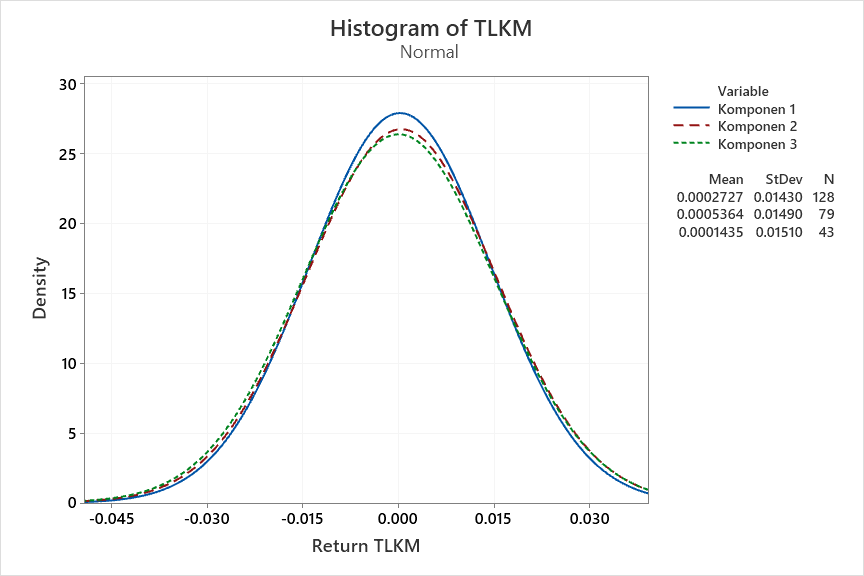 Histogram of TLKM
Normal
30
25
20
15
10
5
0
Density
-0.045 -0.030 -0.015 0.000 0.015 0.030
Return TLKM
Variable
Komponen 1
Komponen 2
Komponen 3
Mean StDev N
0.0002727 0.01430 128
0.0005364 0.01490 79
0.0001435 0.01510 43